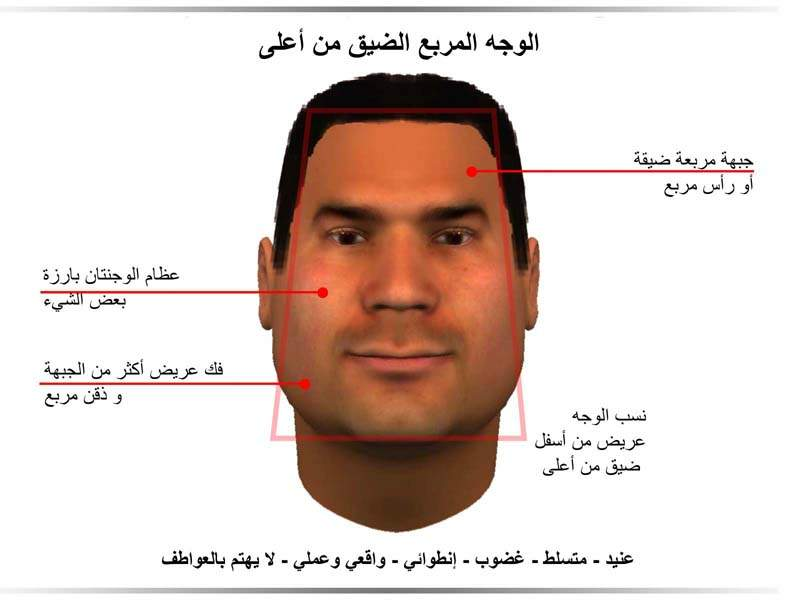 الوجه المربع الضيق من أعلى
جبهة مربعة ضيقة
أو رأس مربع
عظام الوجنتان بارزة
بعض الشيء
فك عريض أكثر من الجبهة
و ذقن مربع
نسب الوجه
عريض من أسفل
ضيق من أعلى
عنيد - متسلط - غضوب - إنطوائي - واقعي وعملي - لا يهتم بالعواطف